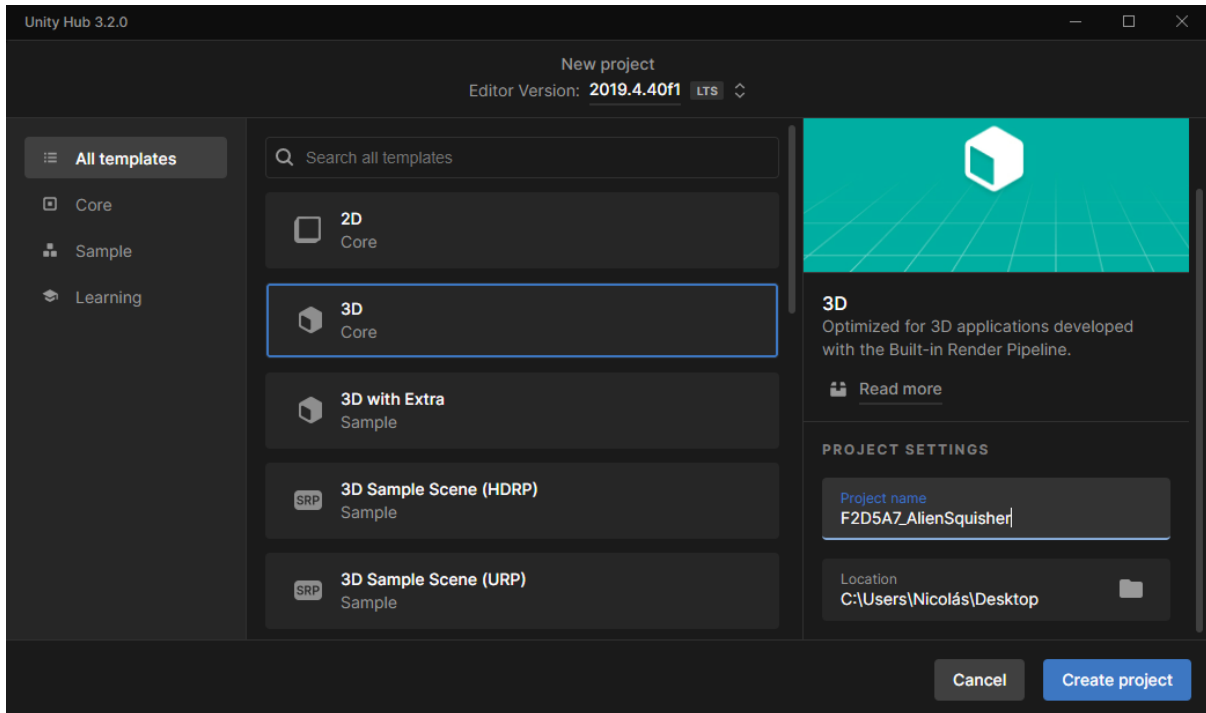 Unity Hub 3.2.0
New project
Editor Version: 2019.4.40f1 LTS
All templates
Core
Sample
Learning
Search all templates
2D
Core
3D
Core
3D with Extra
Sample
SRP
3D Sample Scene (HDRP)
Sample
SRP
3D Sample Scene (URP)
Sample
3D
Optimized for 3D applications developed
with the Built-in Render Pipeline.
Read more
PROJECT SETTINGS
Project name
F2D5A7_AlienSquisher
Location
C:\Users\Nicolás\Desktop
Cancel
Create project